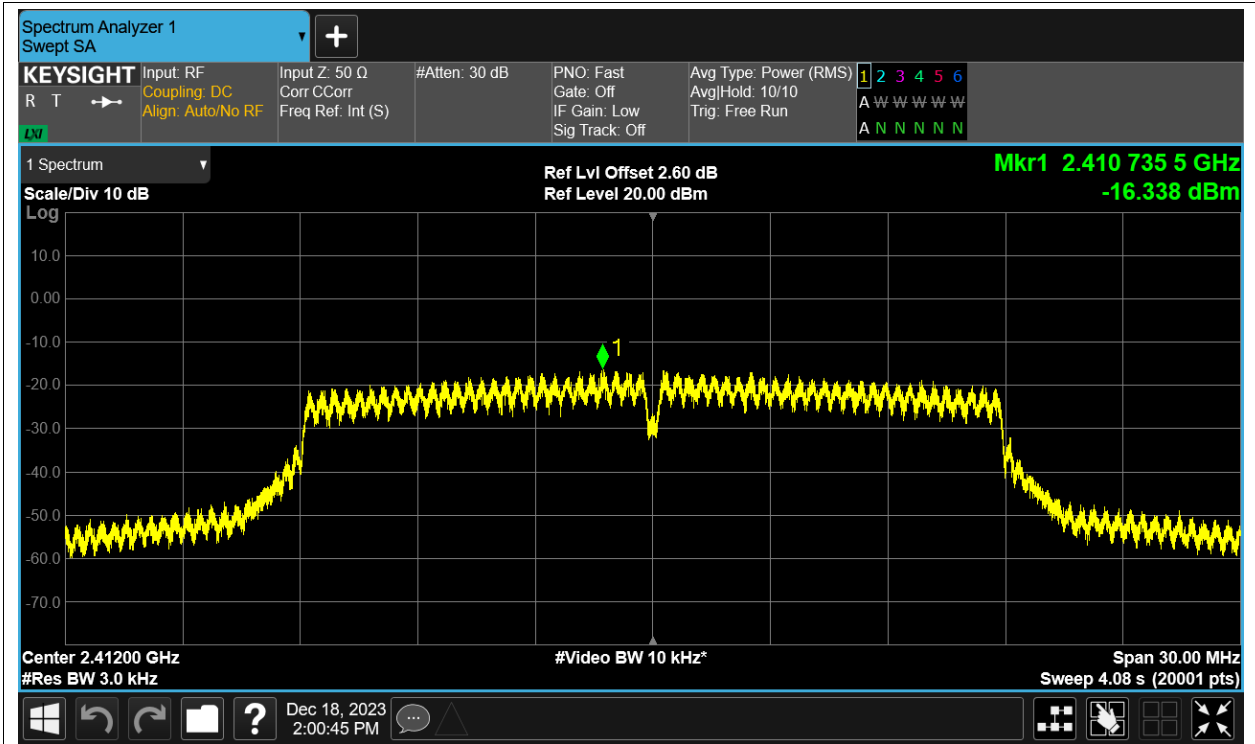 Spectrum Analyzer 1
Swept SA
KEYSIGHT
R T
LXI
Input: RF
Coupling: DC
Align: Auto/No RF
Input Z: 50 Ω
Corr CCorr
Freq Ref: Int (S)
#Atten: 30 dB
PNO: Fast
Gate: Off
IF Gain: Low
Sig Track: Off
Avg Type: Power (RMS)
Avg|Hold: 10/10
Trig: Free Run
1 2 3 4 5 6
A W W W W W
A N N N N N
1 Spectrum
Scale/Div 10 dB
Log
Ref Lvl Offset 2.60 dB
Ref Level 20.00 dBm
Mkr1 2.410 735 5 GHz
-16.338 dBm
10.0
0.00
-10.0
1
-20.0
-30.0
-40.0
-50.0
-60.0
-70.0
Center 2.41200 GHz
#Res BW 3.0 kHz
#Video BW 10 kHz*
Span 30.00 MHz
Sweep 4.08 s (20001 pts)
?
Dec 18, 2023
2:00:45 PM